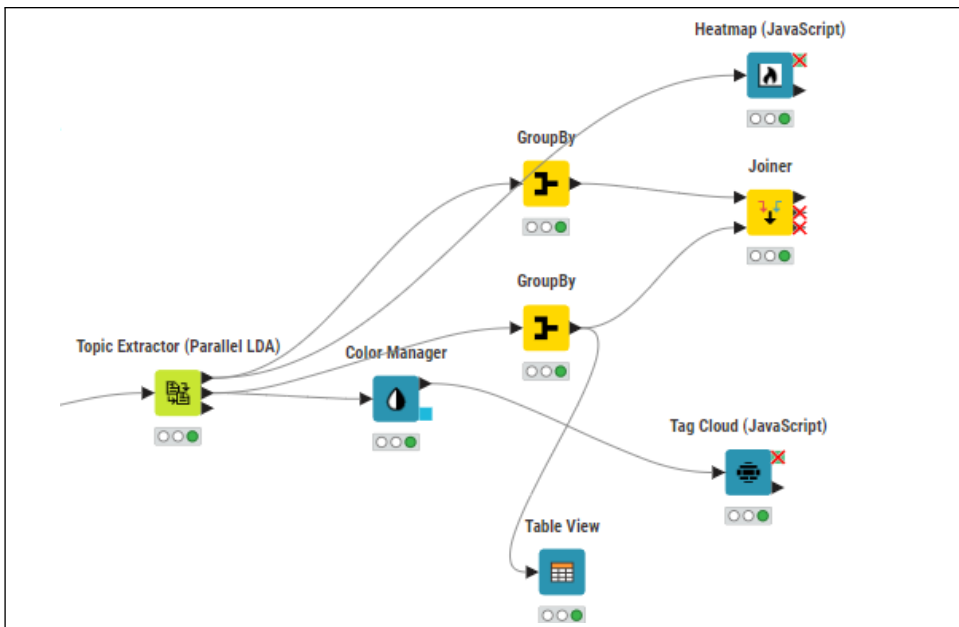 Heatmap (JavaScript)
GroupBy
Joiner
GroupBy
Topic Extractor (Parallel LDA)
Color Manager
Tag Cloud (JavaScript)
Table View